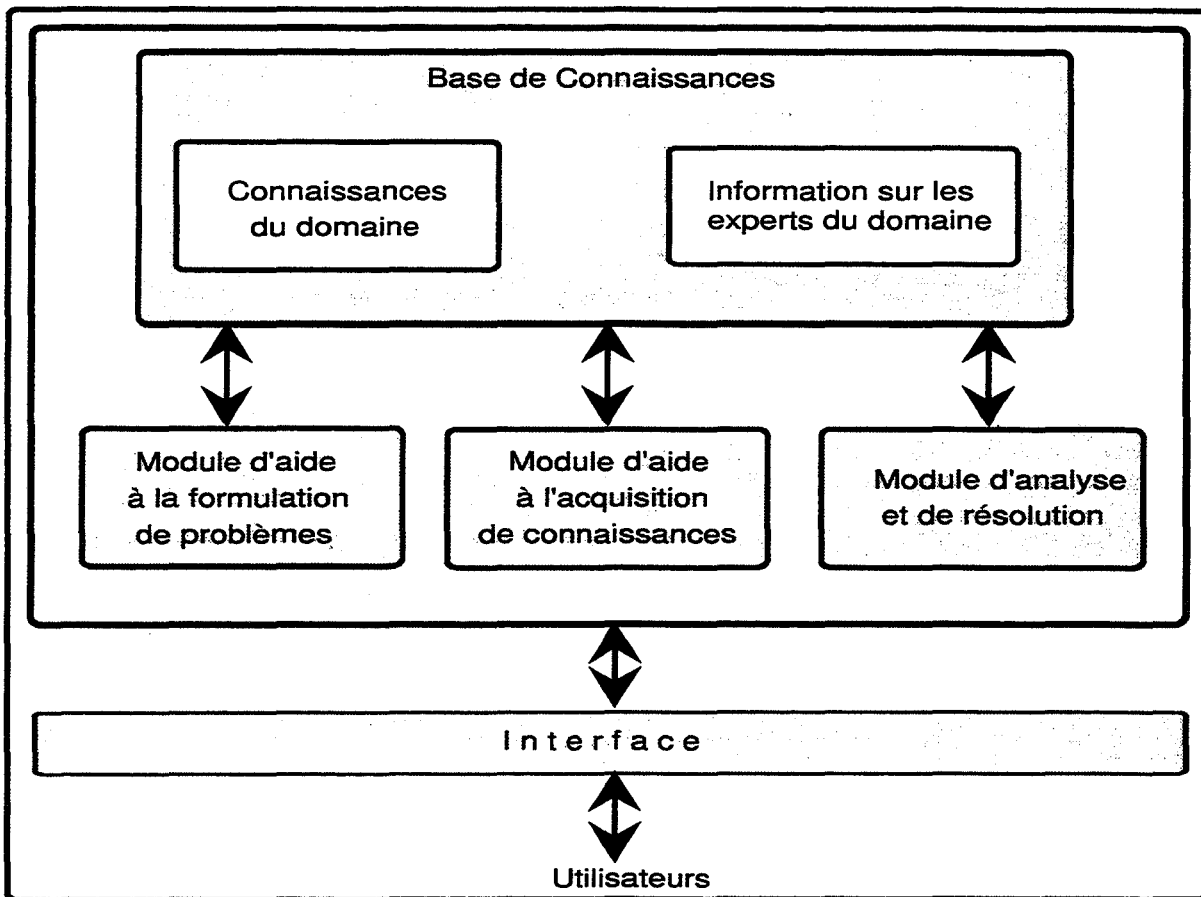 Base de Connaissances
Connaissances
du domaine
Information sur les
experts du domaine
Module d'aide
à la formulation
de problèmes
Module d'aide
à l'acquisition
de connaissances
Module d'analyse
et de résolution
Interface
Utilisateurs